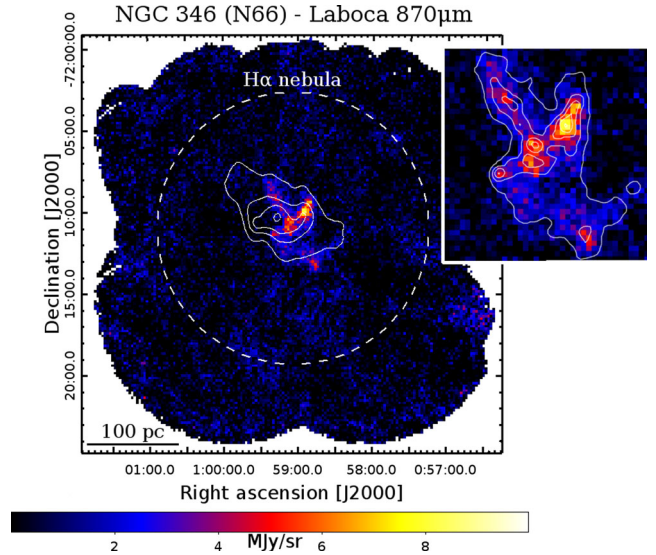 NGC 346 (N66) - Laboca 870μm
Hα nebula
-72:00:00.0
05:00.0
10:00.0
15:00.0
20:00.0
Declination [J2000]
100 pc
01:00.0 1:00:00.0 59:00.0 58:00.0 0:57:00.0
Right ascension [J2000]
2 4 6 8
MJy/sr